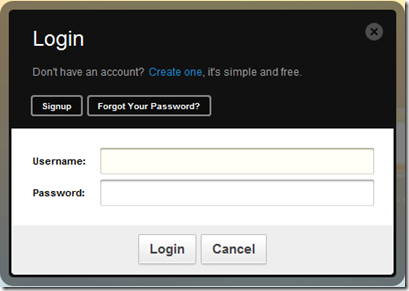 Login
Don't have an account? Create one, it's simple and free.
Signup Forgot Your Password?
Username:
Password:
Login Cancel